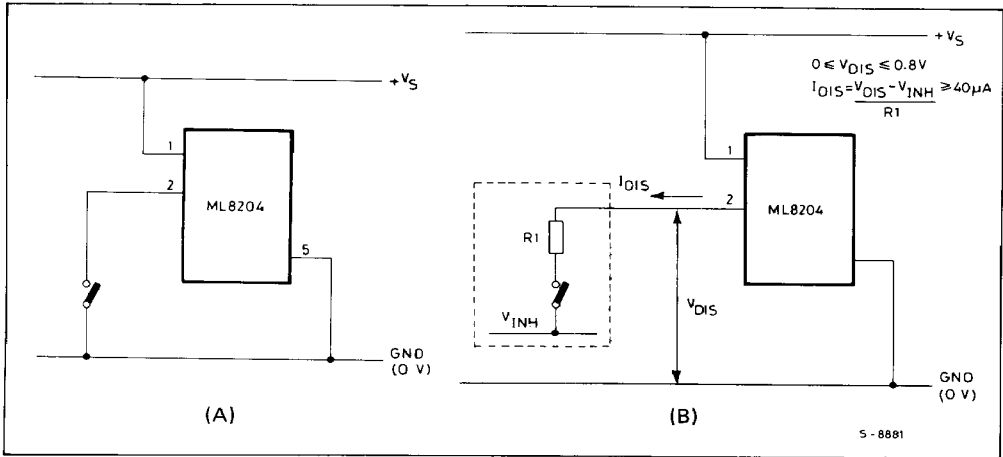 +VS
1
2
ML8204
5
GND
(0 V)
(A)
+VS
0 ≤ VDIS ≤ 0.8V
IDIS=VDIS-VINH ≥ 40µA
R1
1
IDIS
2
ML8204
R1
VINH
VDIS
GND
(0 V)
(B)
S-8881